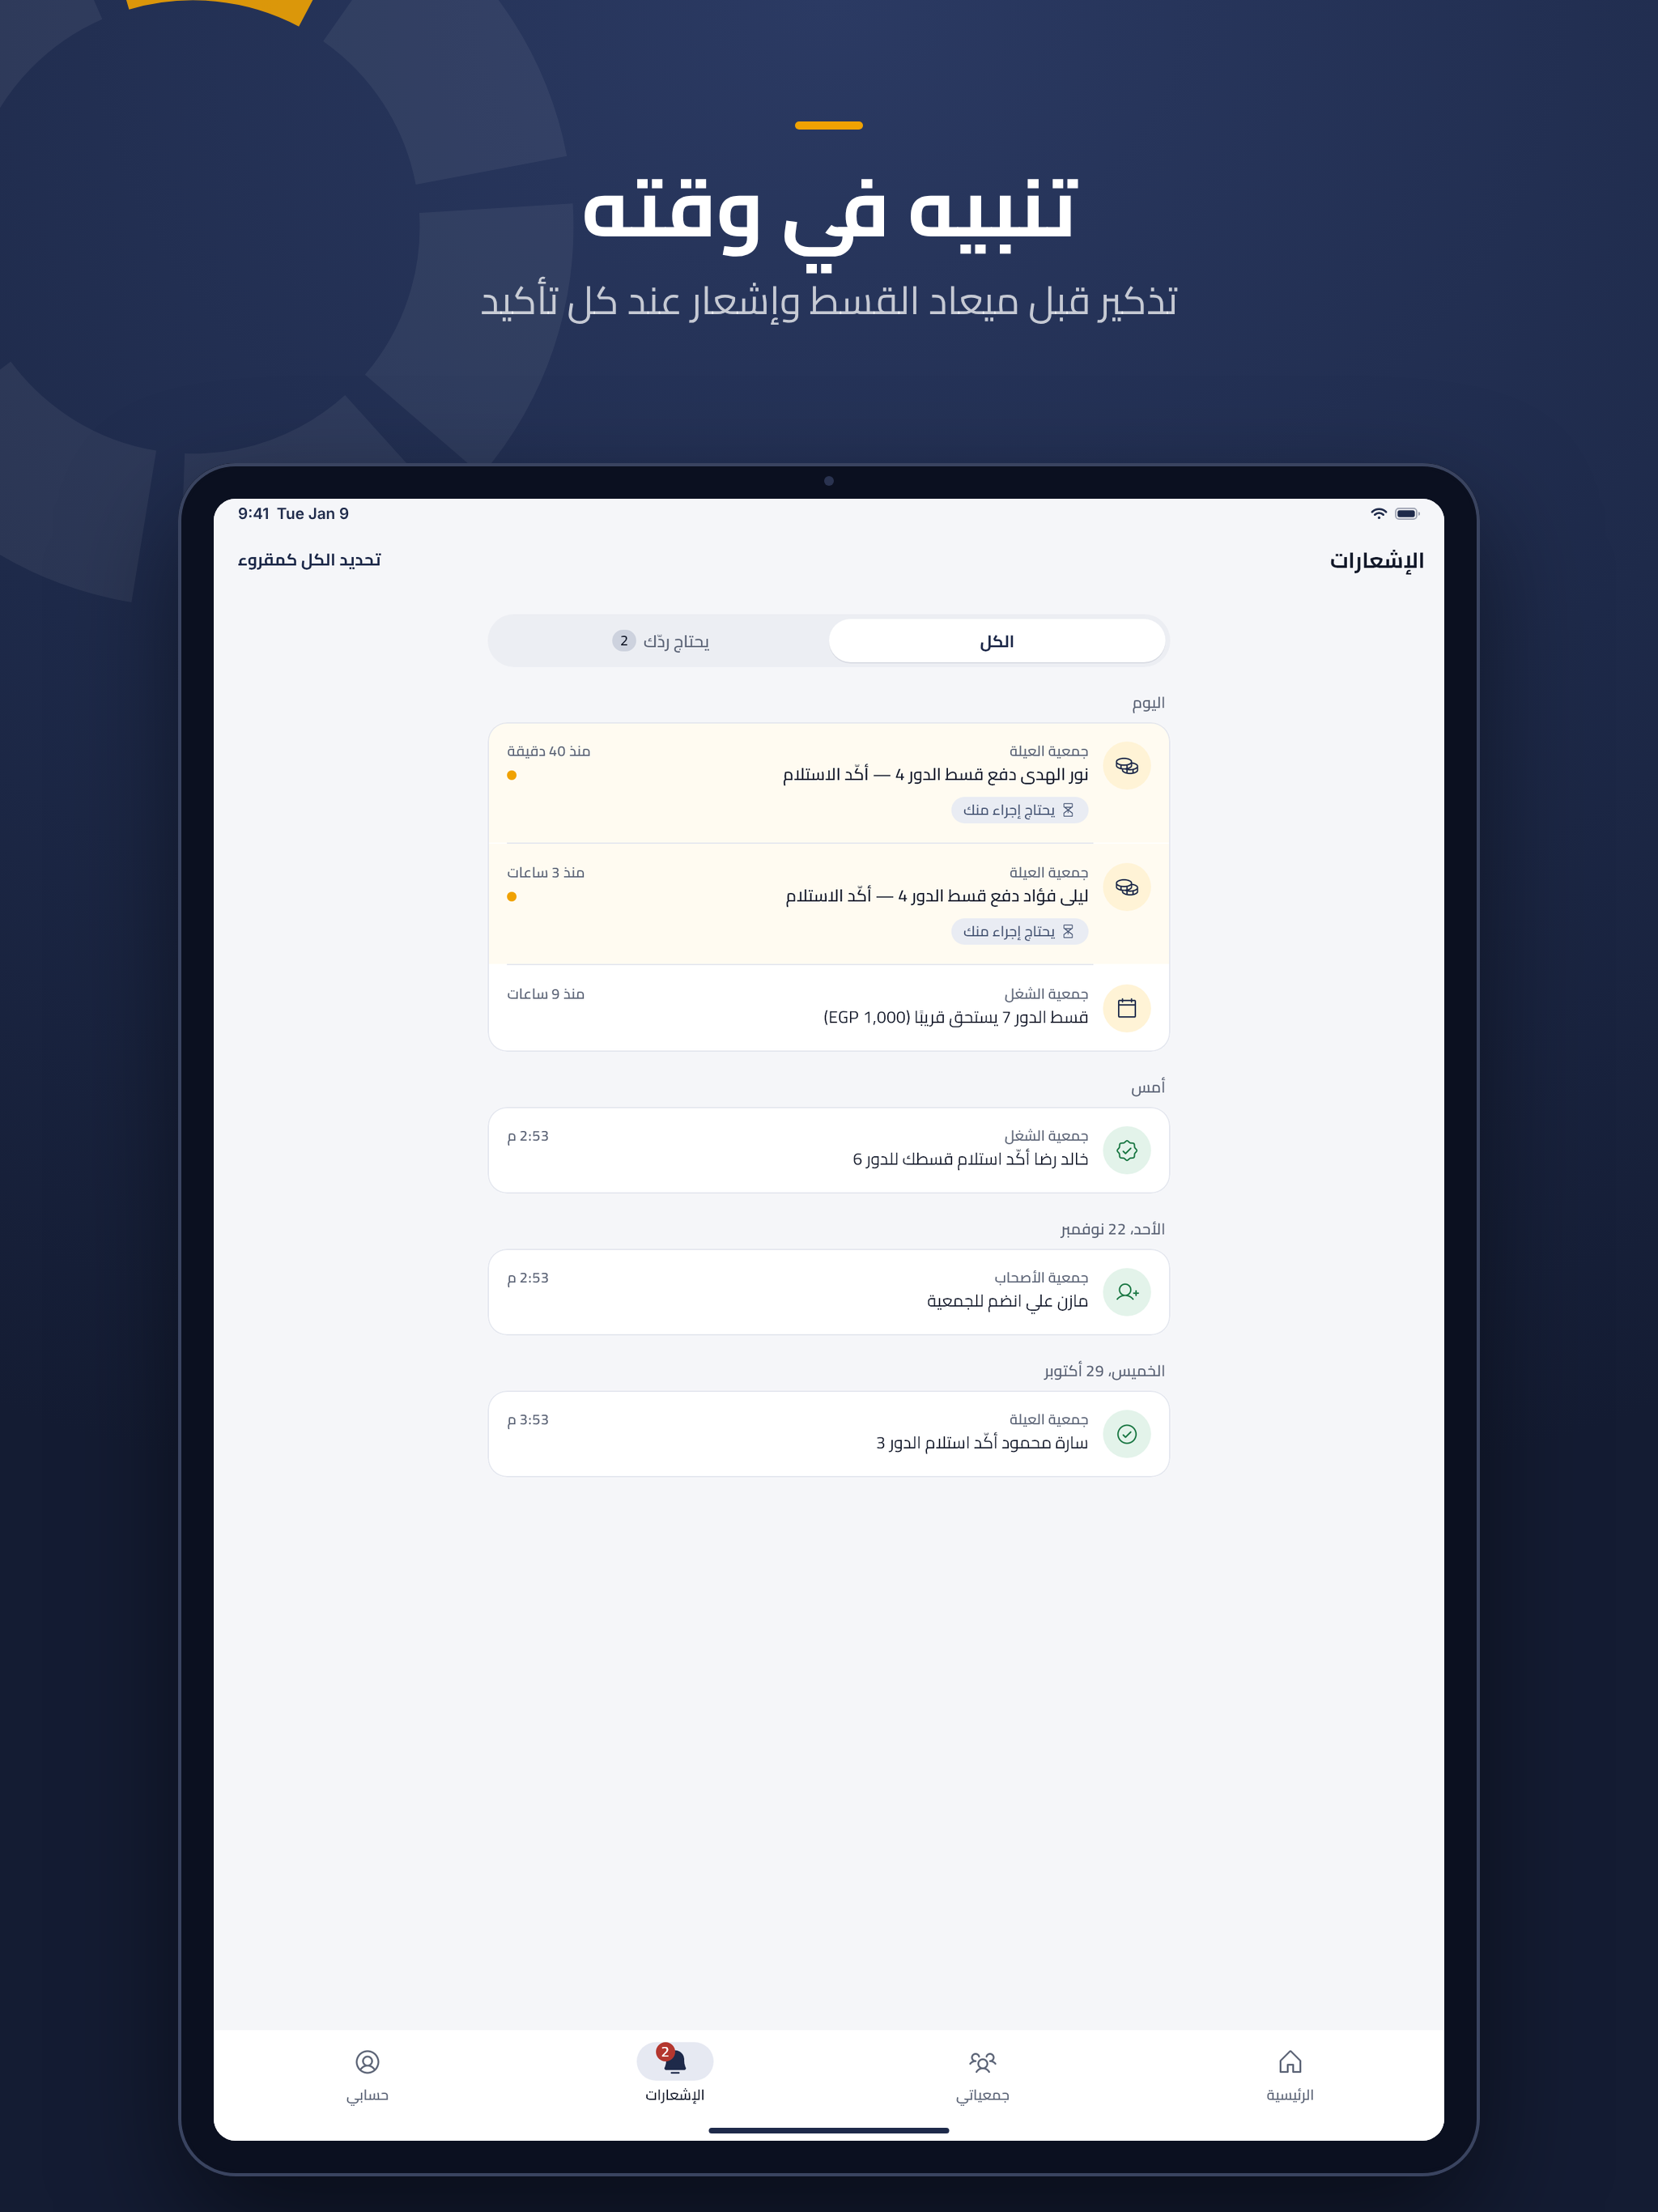 تنبيه في وقته
تذكير قبل ميعاد القسط وإشعار عند كل تأكيد
9:41 Tue Jan 9
الإشعارات
تحديد الكل كمقروء
الكل
يحتاج ردّك 2
اليوم
جمعية العيلة
منذ 40 دقيقة
نور الهدى دفع قسط الدور 4 — أكّد الاستلام
يحتاج إجراء منك
جمعية العيلة
منذ 3 ساعات
ليلى فؤاد دفع قسط الدور 4 — أكّد الاستلام
يحتاج إجراء منك
جمعية الشغل
منذ 9 ساعات
قسط الدور 7 يستحق قريبًا (EGP 1,000)
أمس
جمعية الشغل
2:53 م
خالد رضا أكّد استلام قسطك للدور 6
الأحد، 22 نوفمبر
جمعية الأصحاب
2:53 م
مازن علي انضم للجمعية
الخميس، 29 أكتوبر
جمعية العيلة
3:53 م
سارة محمود أكّد استلام الدور 3
الرئيسية
جمعياتي
2
الإشعارات
حسابي